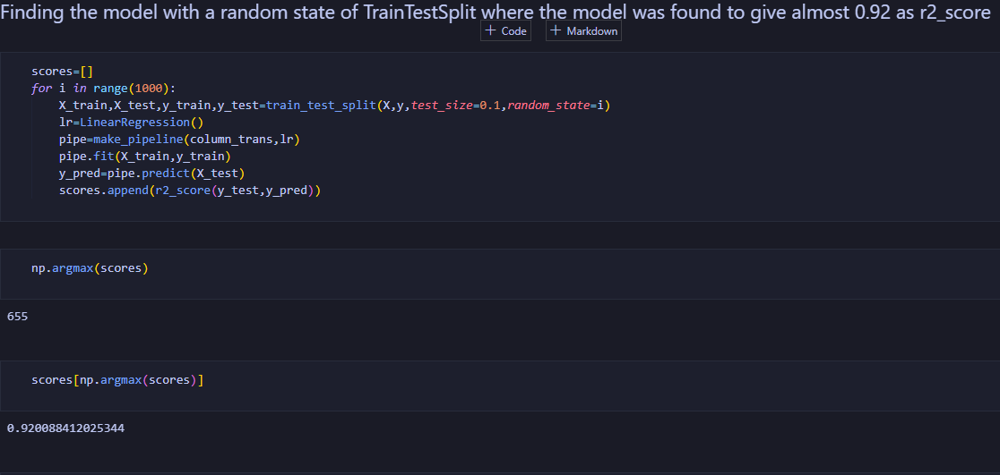 Finding the model with a random state of TrainTestSplit where the model was found to give almost 0.92 as r2_score
+ Code + Markdown
scores=[]
for i in range(1000):
    X_train,X_test,y_train,y_test=train_test_split(X,y,test_size=0.1,random_state=i)
    lr=LinearRegression()
    pipe=make_pipeline(column_trans,lr)
    pipe.fit(X_train,y_train)
    y_pred=pipe.predict(X_test)
    scores.append(r2_score(y_test,y_pred))
np.argmax(scores)
655
scores[np.argmax(scores)]
0.920088412025344